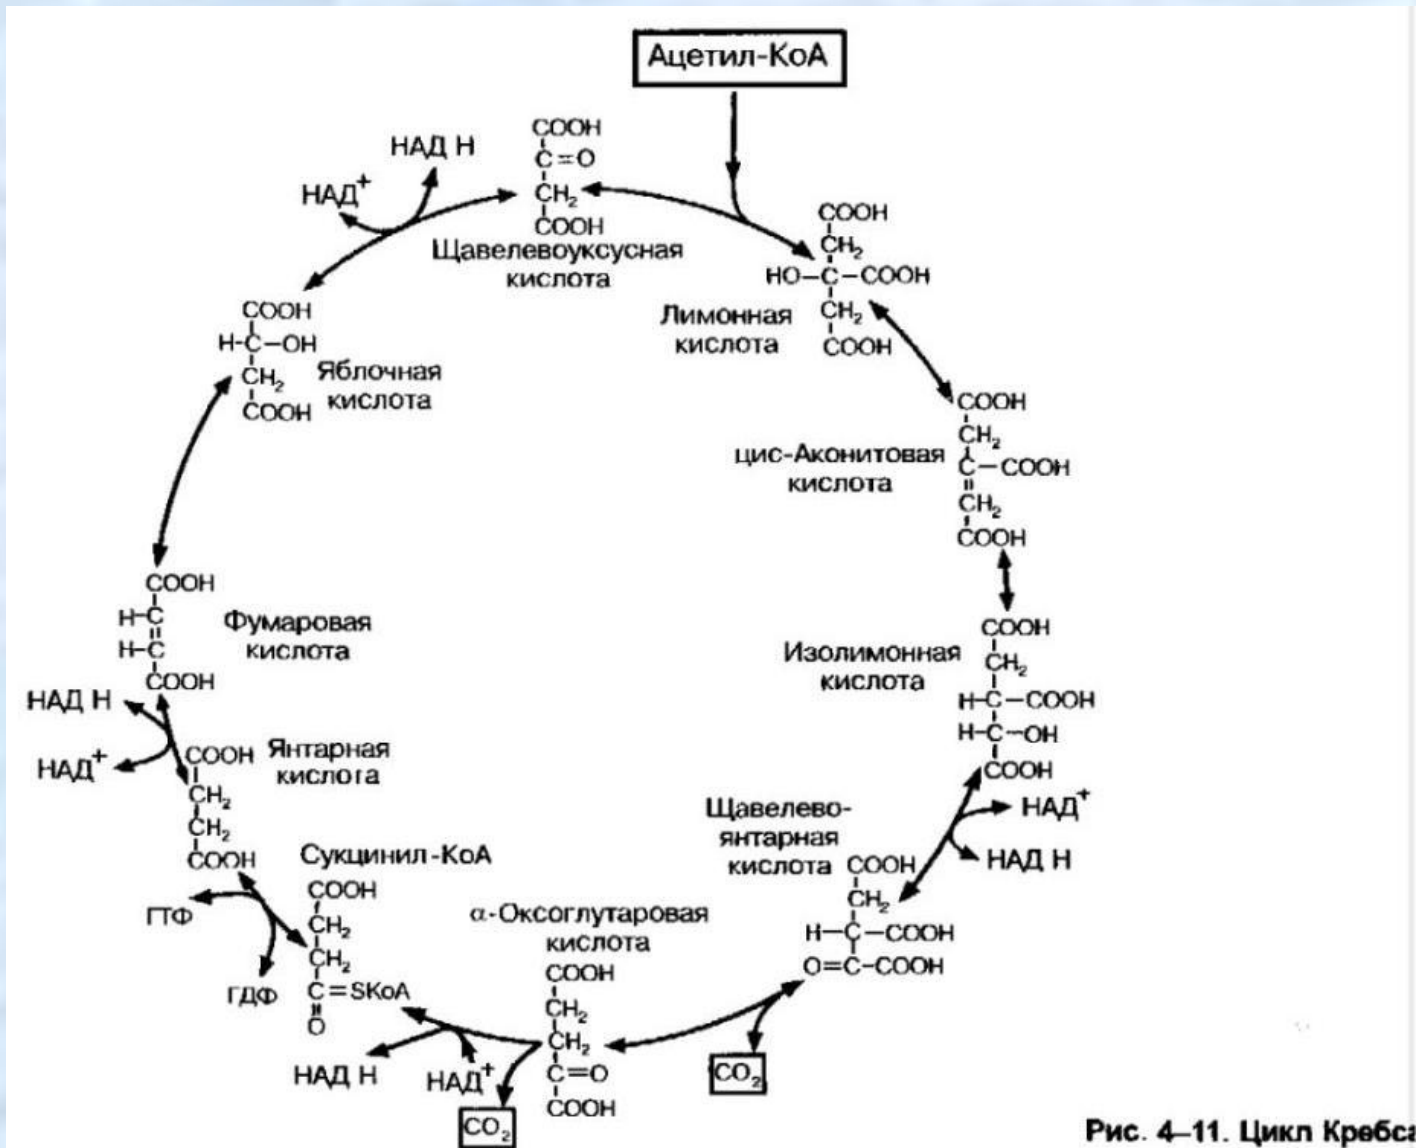 Ацетил-КоА
НАД Н
НАД⁺
COOH
C=O
CH₂
COOH
Щавелевоуксусная
кислота
COOH
CH₂
HO–C–COOH
CH₂
COOH
Лимонная
кислота
COOH
CH₂
C–COOH
CH₂
COOH
цис-Аконитовая
кислота
COOH
CH₂
H–C–COOH
H–C–OH
COOH
Изолимонная
кислота
НАД⁺
НАД Н
Щавелево-
янтарная
кислота
COOH
CH₂
H–C–COOH
O=C–COOH
CO₂
α-Оксоглутаровая
кислота
COOH
CH₂
CH₂
C=O
COOH
CO₂
НАД⁺
НАД Н
Сукцинил-КоА
COOH
CH₂
CH₂
C=SKoA
O
ГТФ
ГДФ
Янтарная
кислота
COOH
CH₂
CH₂
COOH
НАД Н
НАД⁺
Фумаровая
кислота
COOH
H–C
H–C
COOH
Яблочная
кислота
COOH
H–C–OH
CH₂
COOH
Рис. 4–11. Цикл Кребса